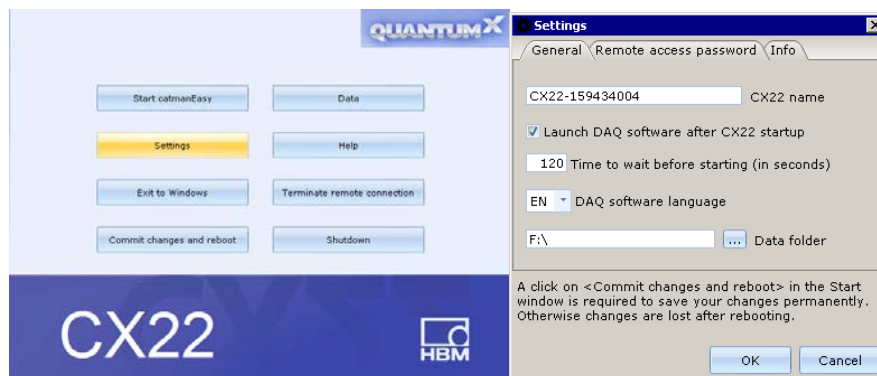 QUANTUMX
Start catmanEasy
Data
Settings
Help
Exit to Windows
Terminate remote connection
Commit changes and reboot
Shutdown
CX22
HBM
Settings
General
Remote access password
Info
CX22-159434004 CX22 name
Launch DAQ software after CX22 startup
120 Time to wait before starting (in seconds)
EN DAQ software language
F:\ ... Data folder
A click on <Commit changes and reboot> in the Start
window is required to save your changes permanently.
Otherwise changes are lost after rebooting.
OK
Cancel